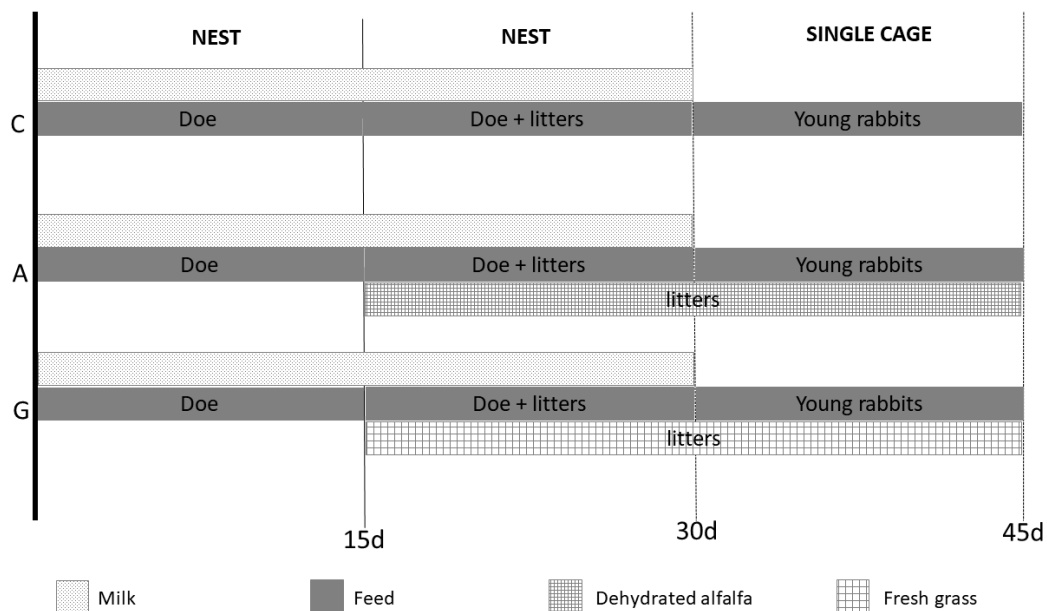 NEST NEST SINGLE CAGE
C Doe Doe + litters Young rabbits
A Doe Doe + litters Young rabbits
litters
G Doe Doe + litters Young rabbits
litters
15d 30d 45d
Milk Feed Dehydrated alfalfa Fresh grass